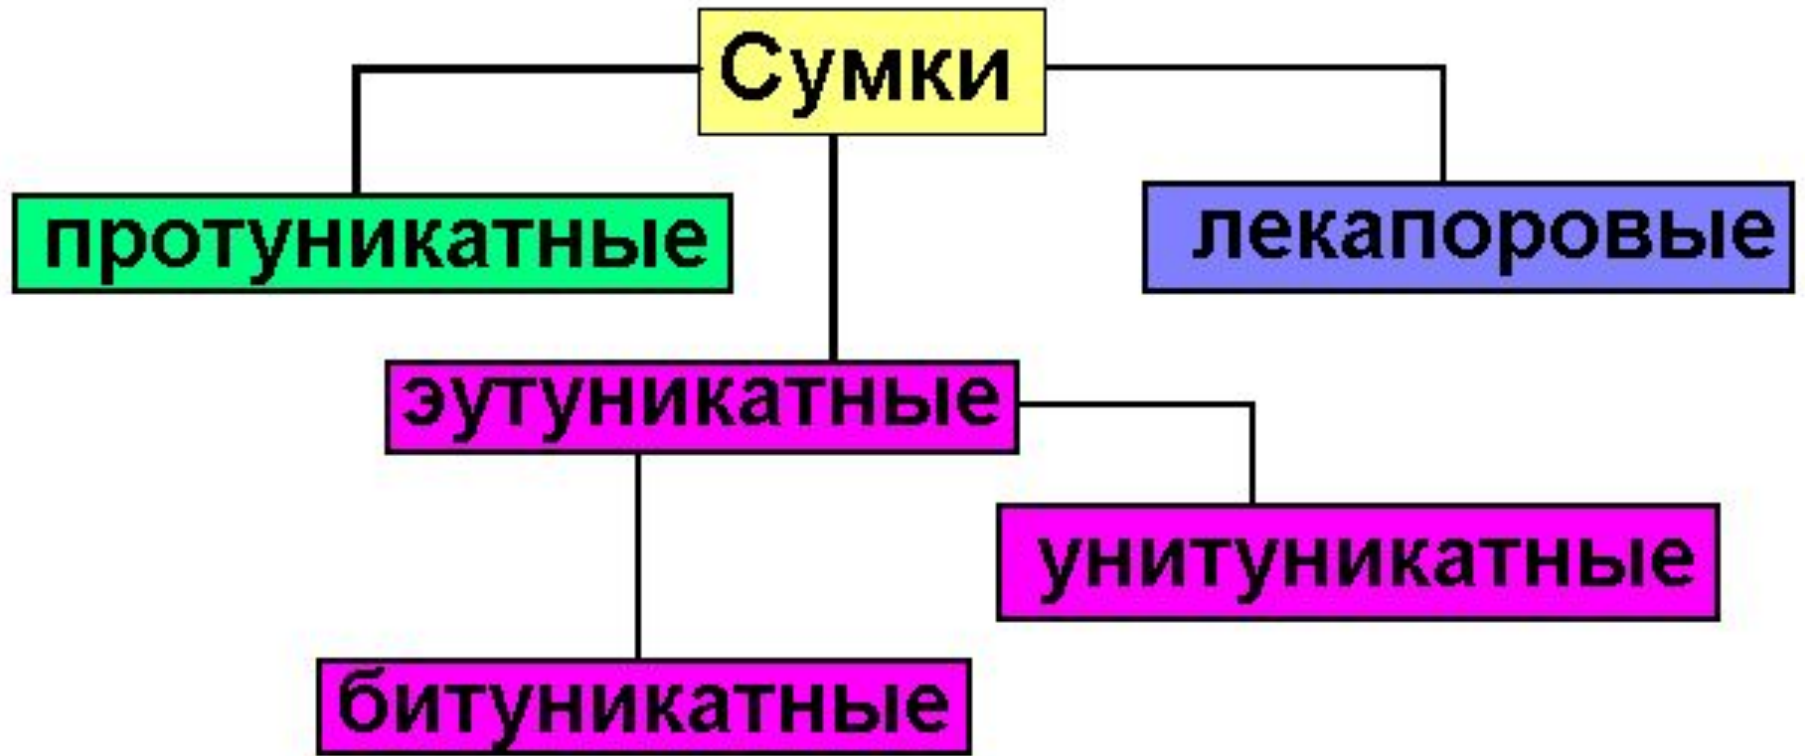 Сумки
протуникатные
лекапоровые
эутуникатные
унитуникатные
битуникатные